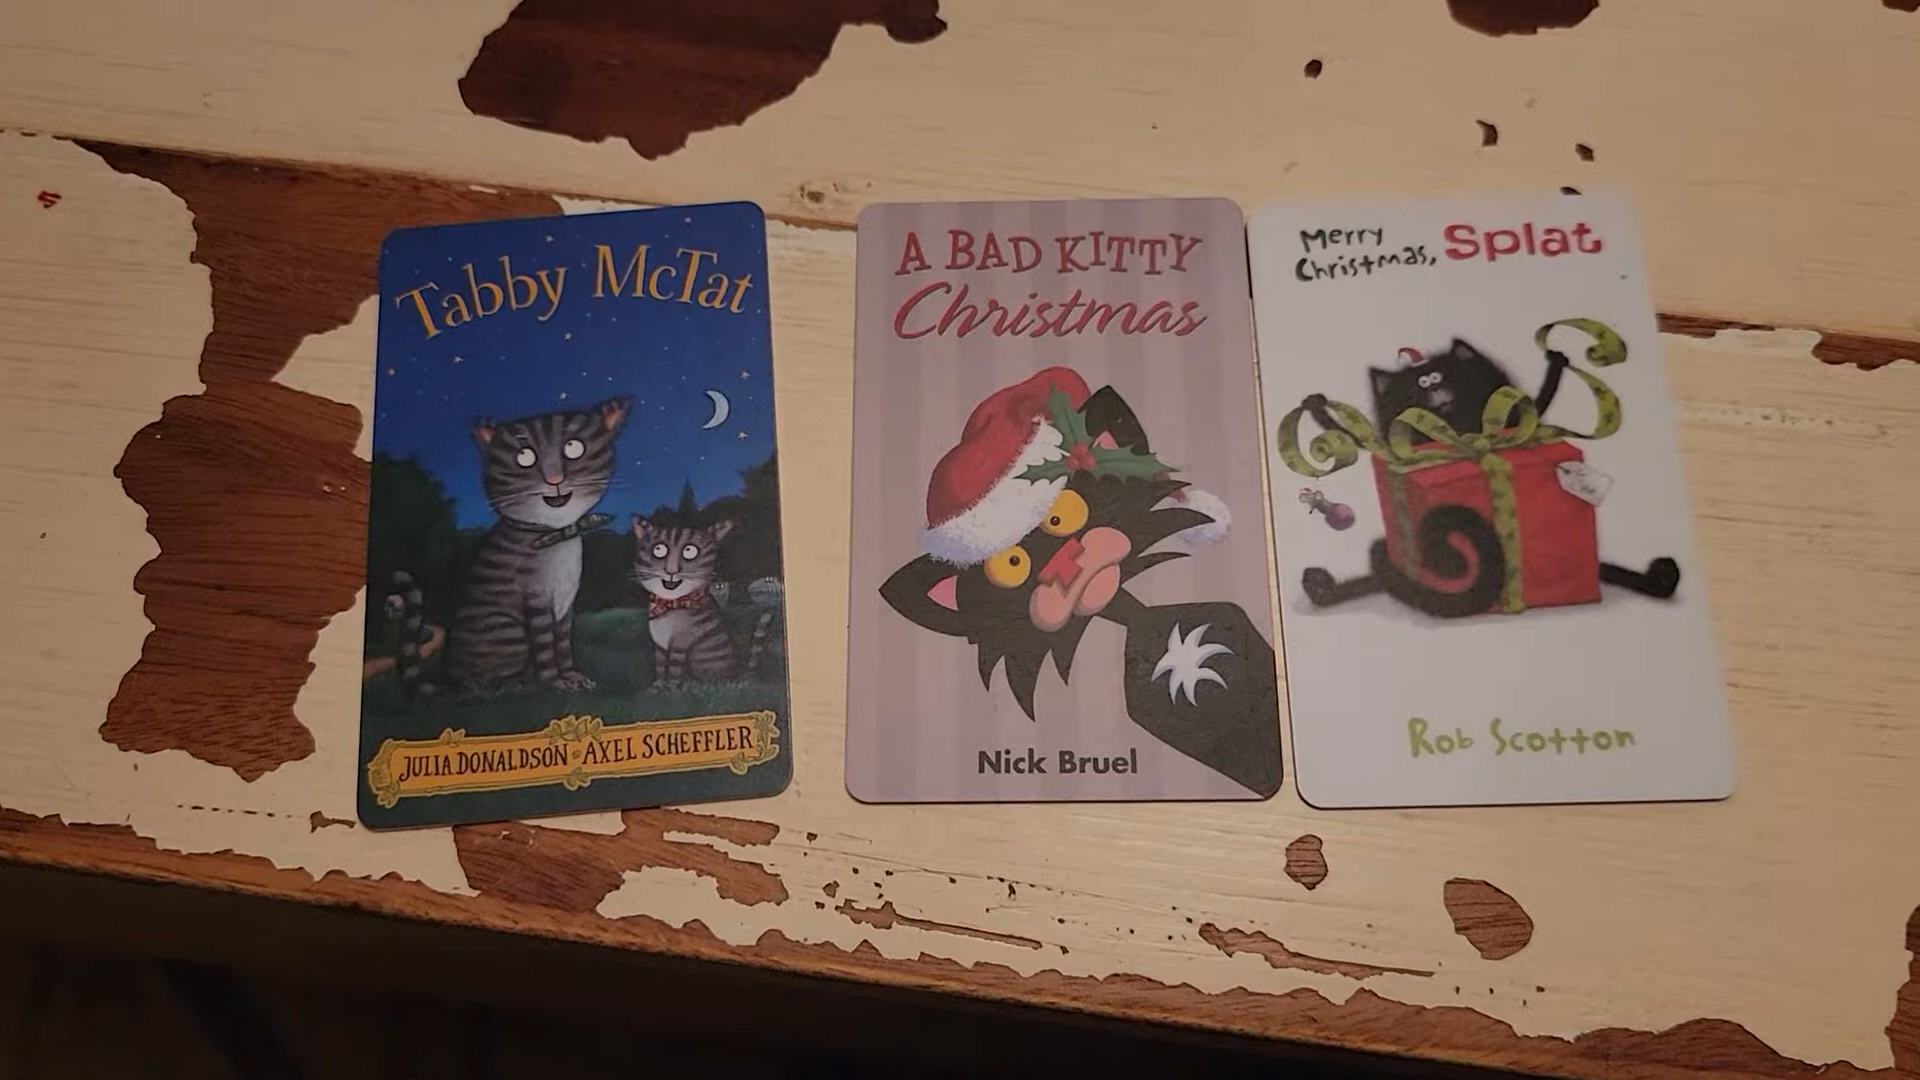 Tabby McTat
JULIA DONALDSON • AXEL SCHEFFLER
A BAD KITTY
Christmas
Nick Bruel
Merry
Christmas, Splat
Rob Scotton